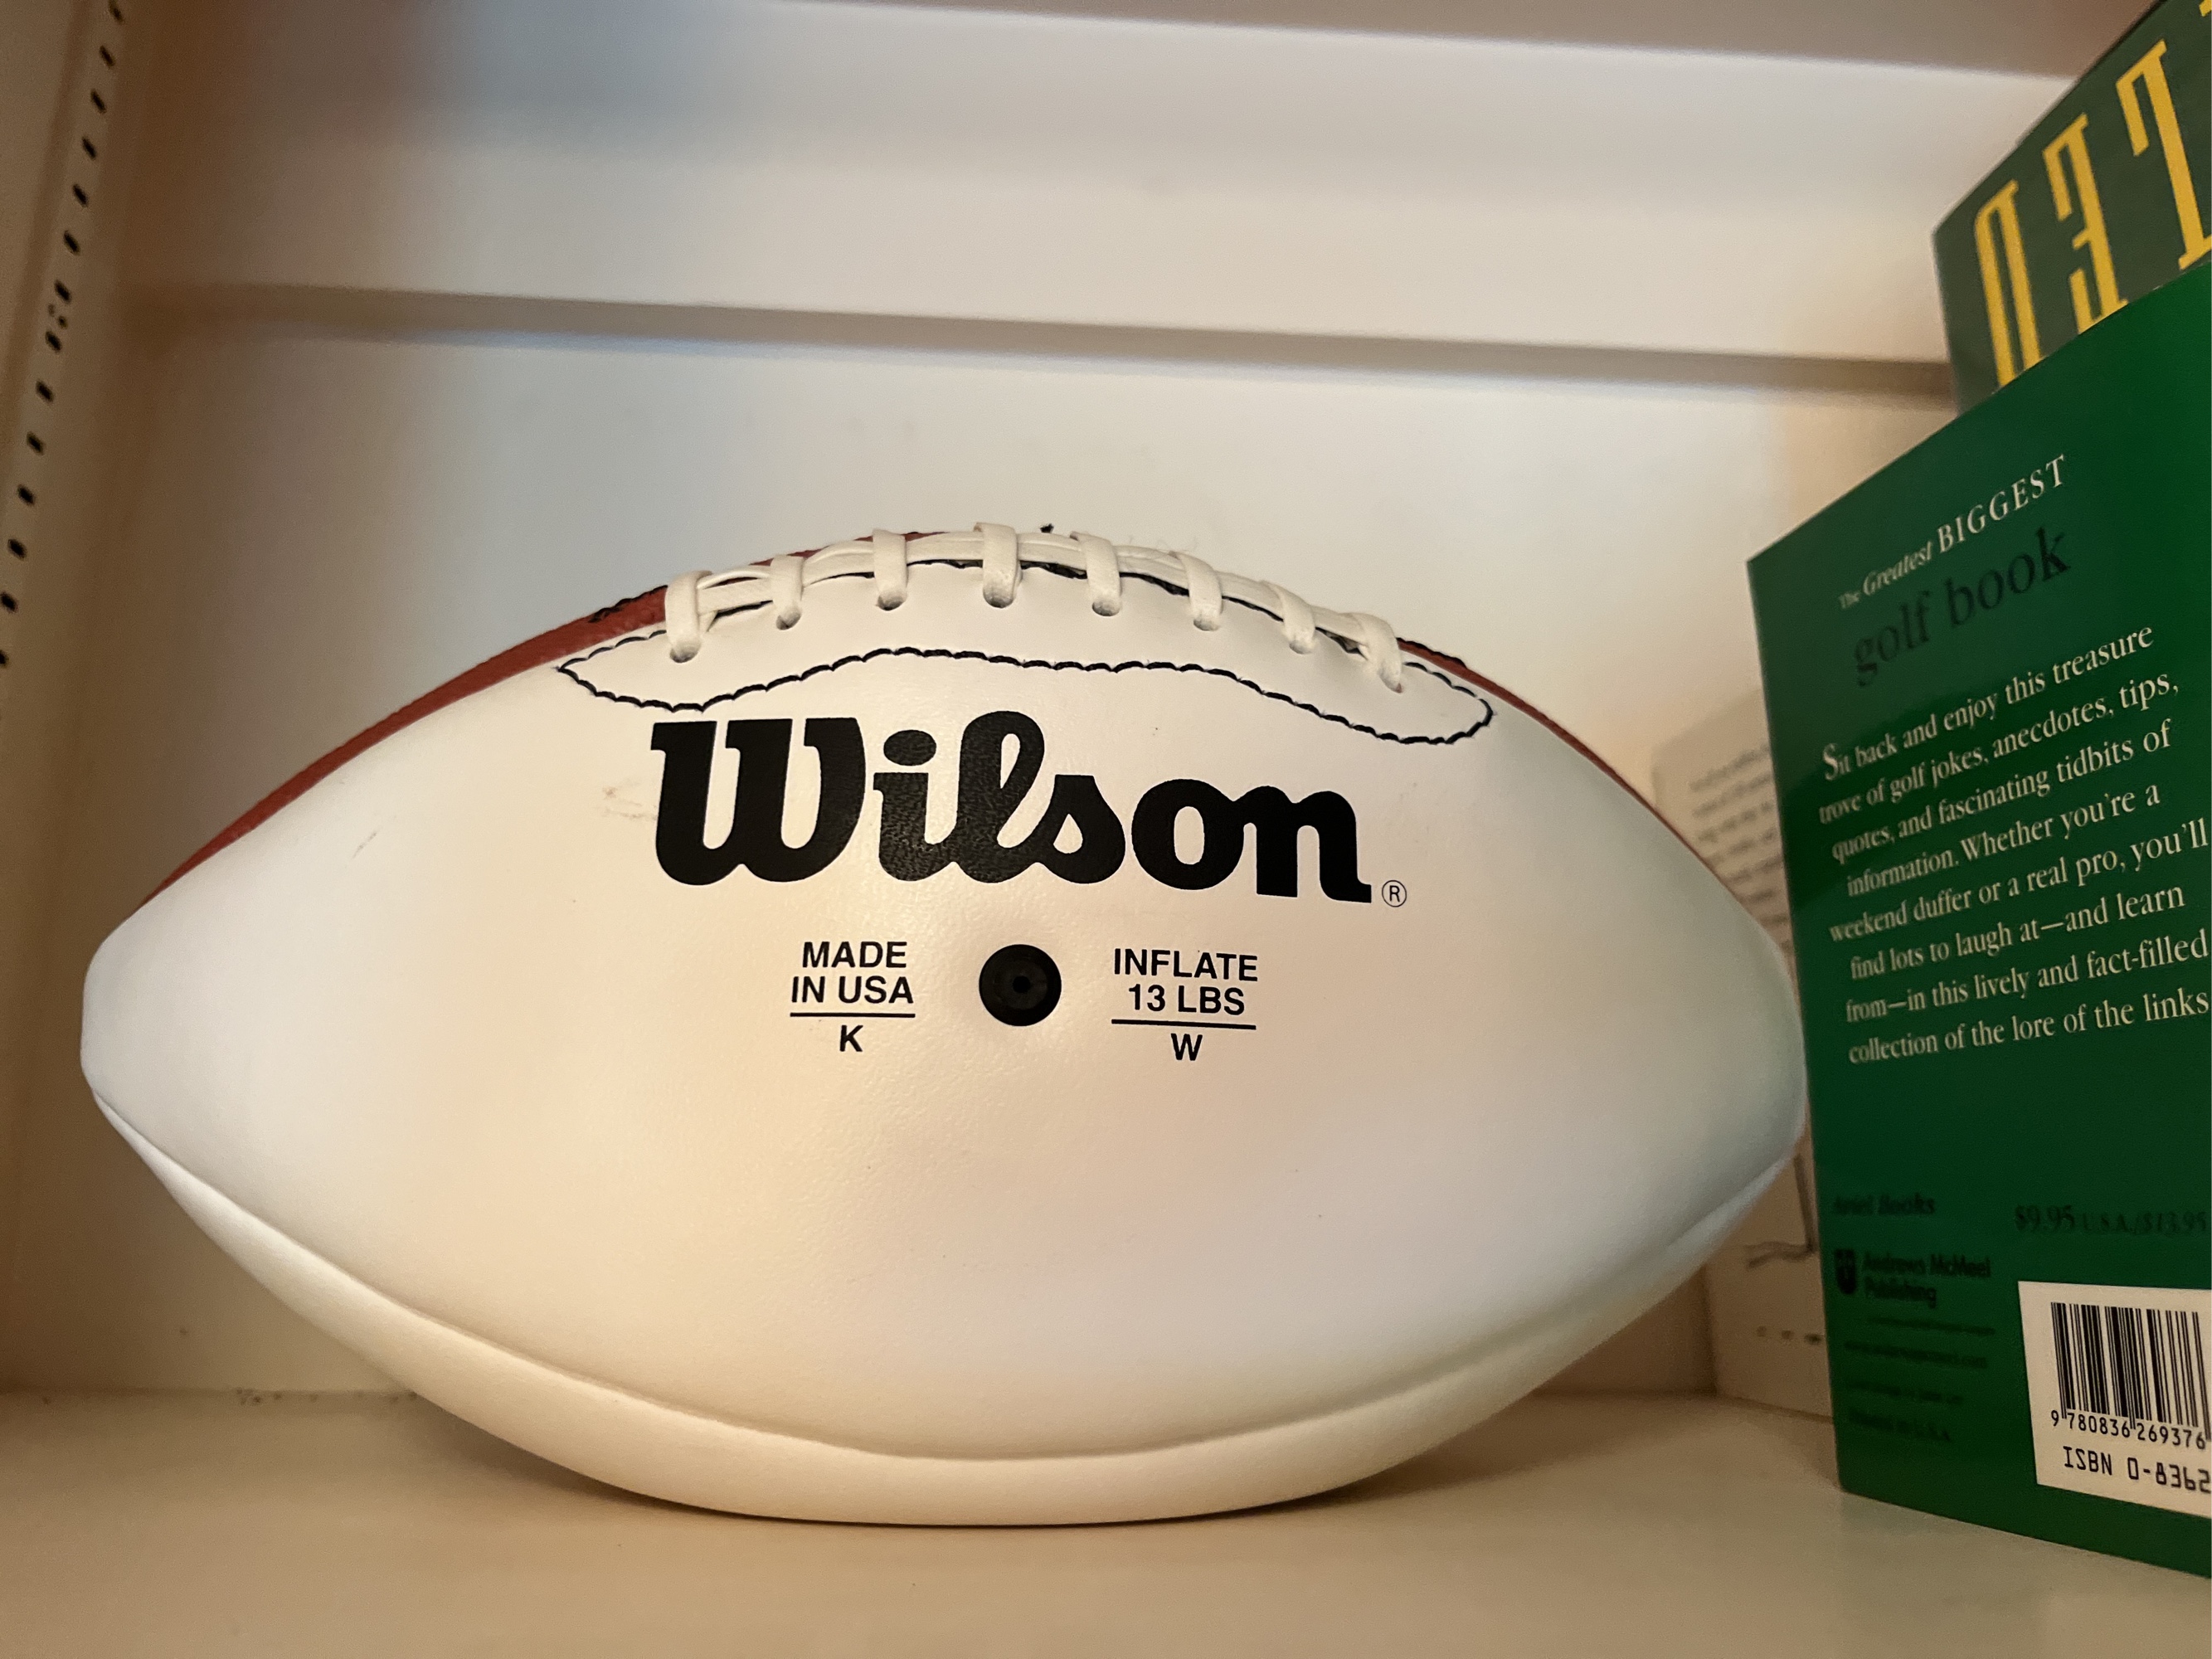 Wilson
®
MADE
IN USA
K
INFLATE
13 LBS
W
The Greatest BIGGEST
golf book
Sit back and enjoy this treasure
trove of golf jokes, anecdotes, tips,
quotes, and fascinating tidbits of
information. Whether you're a
weekend duffer or a real pro, you'll
find lots to laugh at—and learn
from—in this lively and fact-filled
collection of the lore of the links
Ariel Books
$9.95 U.S.A./$13.95
Andrews McMeel
Publishing
9 780836 269376
ISBN 0-8362